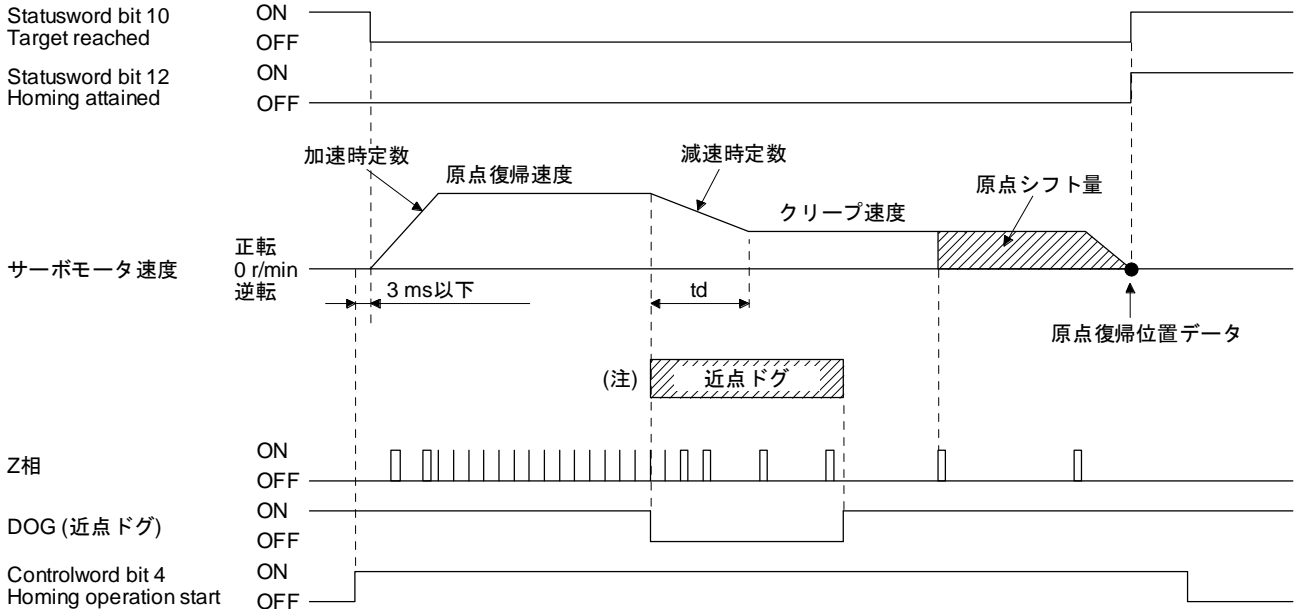 Statusword bit 10
Target reached
ON
OFF
Statusword bit 12
Homing attained
ON
OFF
加速時定数
原点復帰速度
減速時定数
クリープ速度
原点シフト量
サーボモータ速度
正転
0 r/min
逆転
3 ms以下
td
原点復帰位置データ
(注)
近点ドグ
Z相
ON
OFF
DOG (近点ドグ)
ON
OFF
Controlword bit 4
Homing operation start
ON
OFF